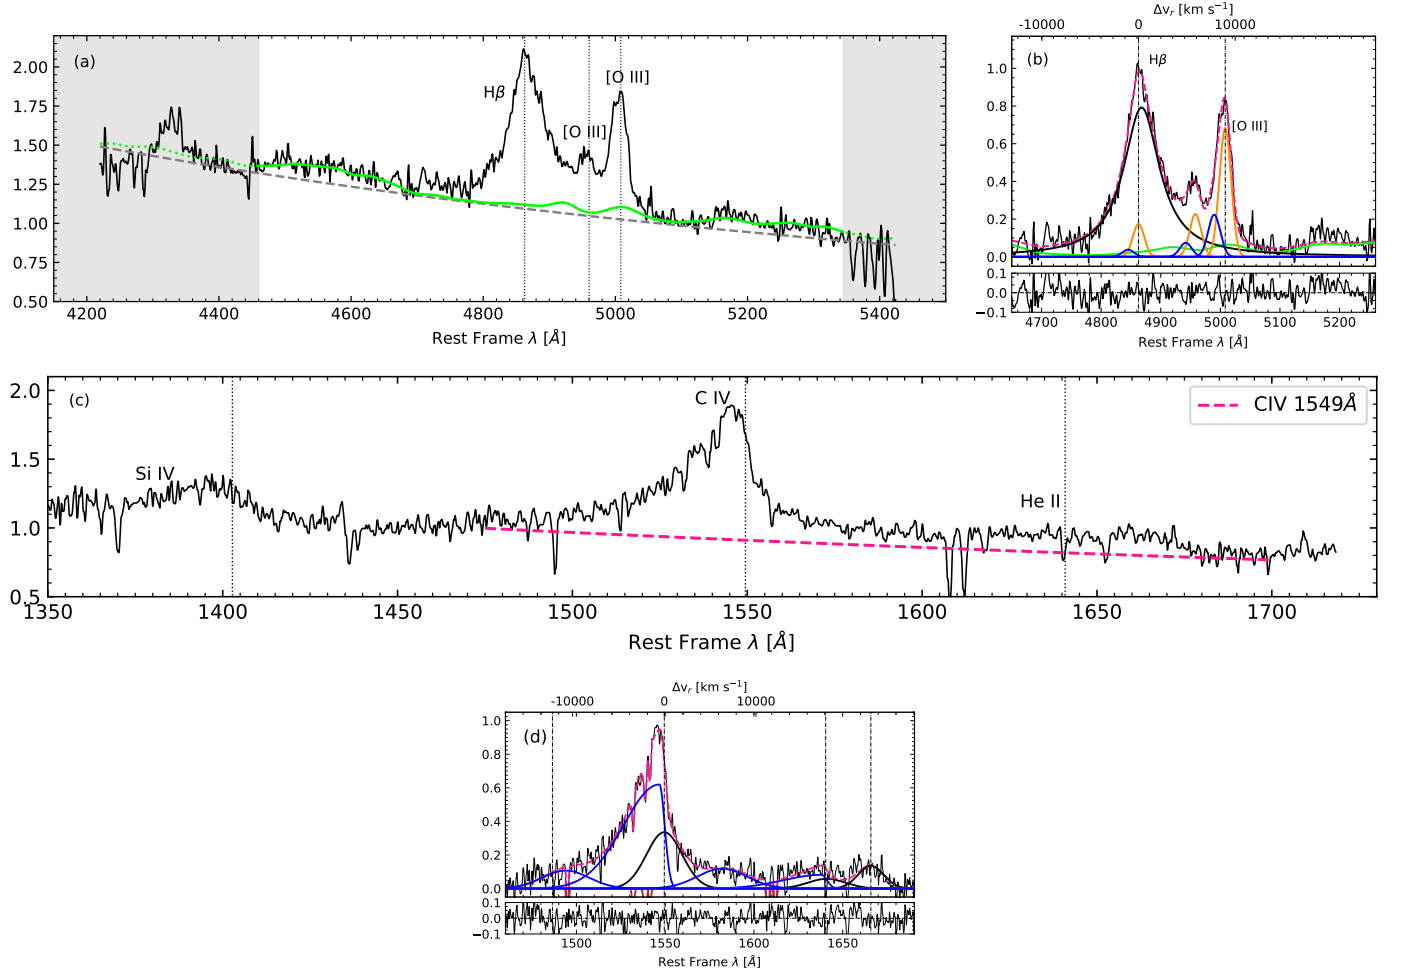 (a)
Hβ
[O III]
[O III]
2.00
1.75
1.50
1.25
1.00
0.75
0.50
4200 4400 4600 4800 5000 5200 5400
Rest Frame λ [Å]
Δvᵣ [km s⁻¹]
-10000 0 10000
(b)
Hβ
[O III]
1.0
0.8
0.6
0.4
0.2
0.0
0.1
0.0
−0.1
4700 4800 4900 5000 5100 5200
Rest Frame λ [Å]
(c)
Si IV
C IV
He II
CIV 1549Å
2.0
1.5
1.0
0.5
1350 1400 1450 1500 1550 1600 1650 1700
Rest Frame λ [Å]
Δvᵣ [km s⁻¹]
-10000 0 10000
(d)
1.0
0.8
0.6
0.4
0.2
0.0
0.1
0.0
−0.1
1500 1550 1600 1650
Rest Frame λ [Å]